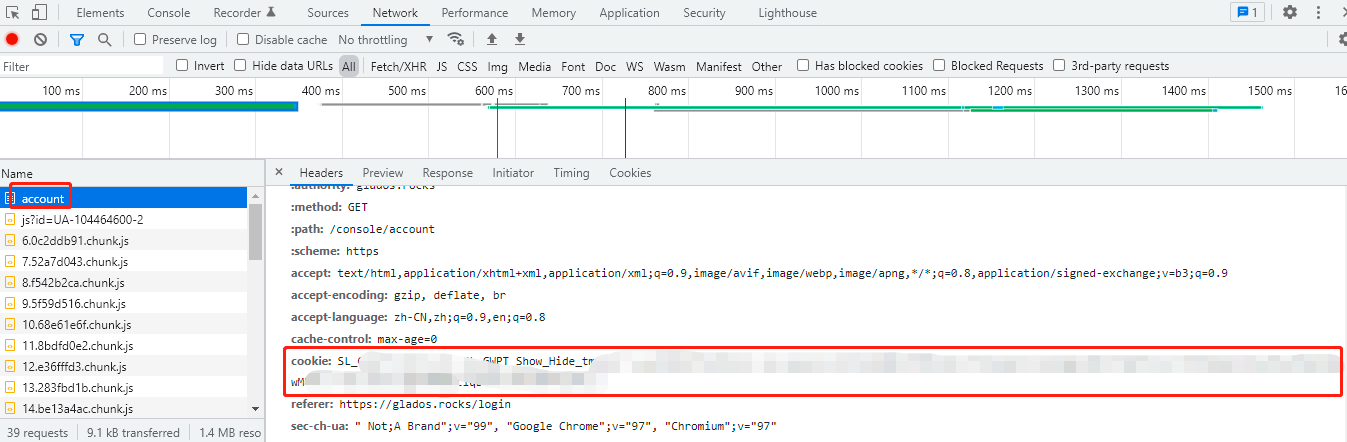 Elements Console Recorder Sources Network Performance Memory Application Security Lighthouse 1
Preserve log Disable cache No throttling
Filter Invert Hide data URLs All Fetch/XHR JS CSS Img Media Font Doc WS Wasm Manifest Other Has blocked cookies Blocked Requests 3rd-party requests
100 ms 200 ms 300 ms 400 ms 500 ms 600 ms 700 ms 800 ms 900 ms 1000 ms 1100 ms 1200 ms 1300 ms 1400 ms 1500 ms 16
Name
account
js?id=UA-104464600-2
6.0c2ddb91.chunk.js
7.52a7d043.chunk.js
8.f542b2ca.chunk.js
9.5f59d516.chunk.js
10.68e61e6f.chunk.js
11.8bdfd0e2.chunk.js
12.e36fffd3.chunk.js
13.283fbd1b.chunk.js
14.be13a4ac.chunk.js
39 requests 9.1 kB transferred 1.4 MB reso
× Headers Preview Response Initiator Timing Cookies
:authority: glados.rocks
:method: GET
:path: /console/account
:scheme: https
accept: text/html,application/xhtml+xml,application/xml;q=0.9,image/avif,image/webp,image/apng,*/*;q=0.8,application/signed-exchange;v=b3;q=0.9
accept-encoding: gzip, deflate, br
accept-language: zh-CN,zh;q=0.9,en;q=0.8
cache-control: max-age=0
cookie: SL_ GWPT Show_Hide_tm
wM
referer: https://glados.rocks/login
sec-ch-ua: " Not;A Brand";v="99", "Google Chrome";v="97", "Chromium";v="97"